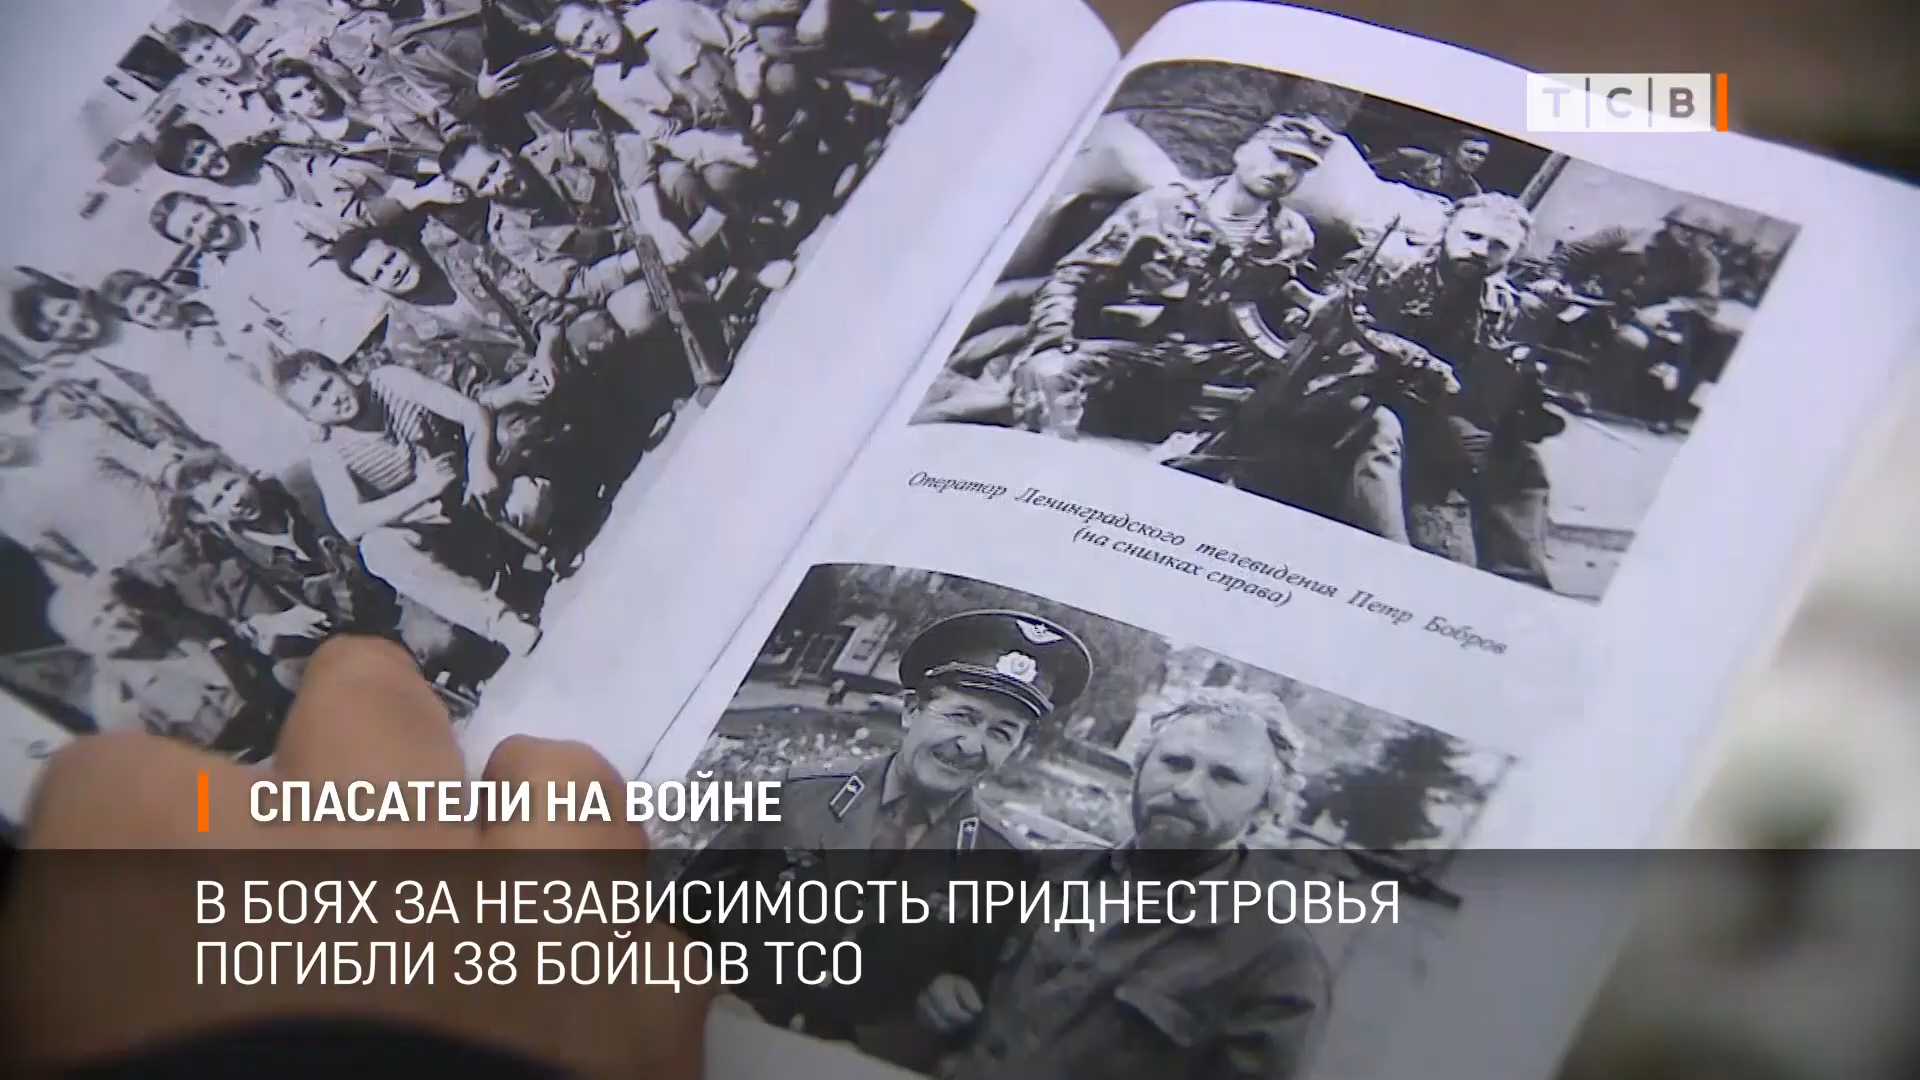 Т|С|В
Оператор Ленинградского телевидения Петр Бобров
(на снимках справа)
СПАСАТЕЛИ НА ВОЙНЕ
В БОЯХ ЗА НЕЗАВИСИМОСТЬ ПРИДНЕСТРОВЬЯ
ПОГИБЛИ 38 БОЙЦОВ ТСО